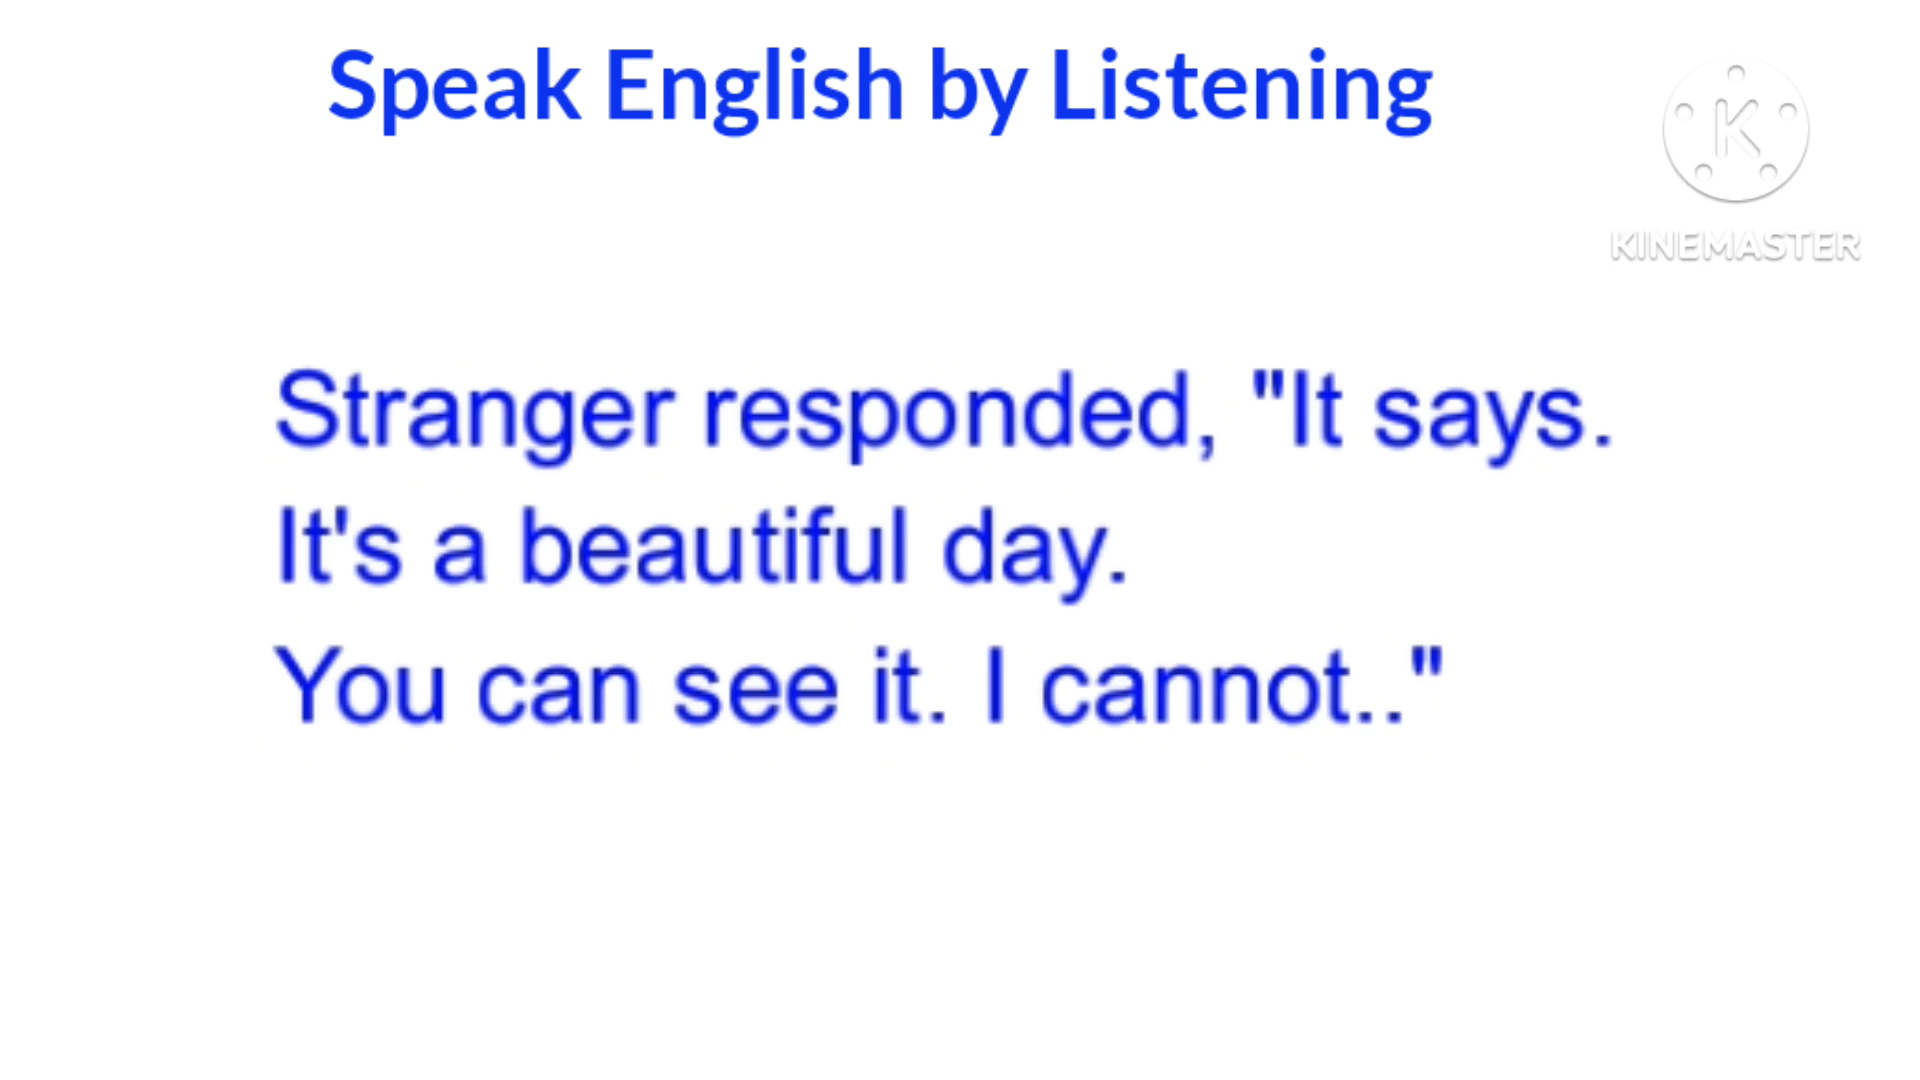 Speak English by Listening
K
KINEMASTER
Stranger responded, "It says.
It's a beautiful day.
You can see it. I cannot.."